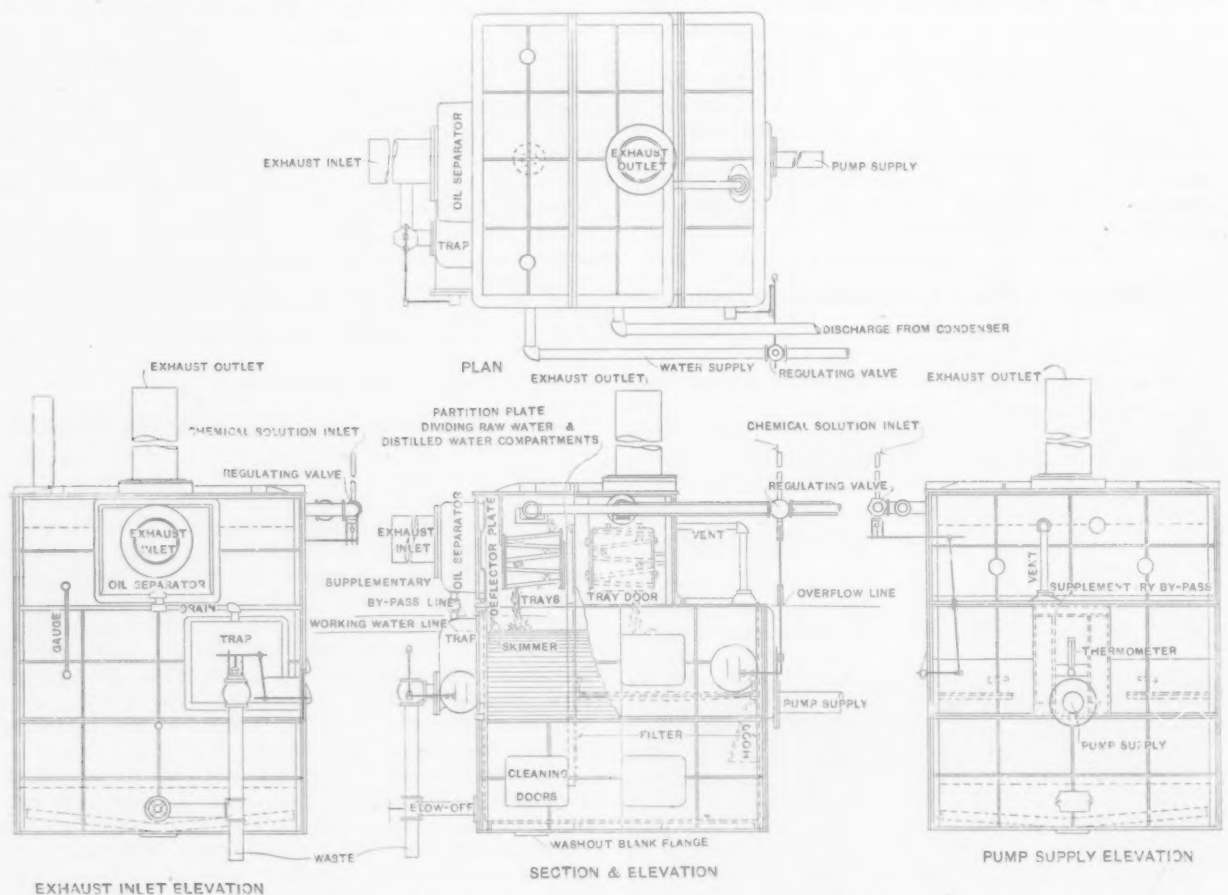 EXHAUST INLET
OIL SEPARATOR
TRAP
EXHAUST
OUTLET
PUMP SUPPLY
DISCHARGE FROM CONDENSER
WATER SUPPLY
REGULATING VALVE
PLAN
EXHAUST OUTLET
CHEMICAL SOLUTION INLET
REGULATING VALVE
EXHAUST
INLET
OIL SEPARATOR
DRAIN
GAUGE
TRAP
WASTE
EXHAUST INLET ELEVATION
EXHAUST OUTLET
PARTITION PLATE
DIVIDING RAW WATER &
DISTILLED WATER COMPARTMENTS
CHEMICAL SOLUTION INLET
REGULATING VALVE
EXHAUST
INLET
OIL SEPARATOR
DEFLECTOR PLATE
VENT
SUPPLEMENTARY
BY-PASS LINE
TRAYS
TRAY DOOR
OVERFLOW LINE
WORKING WATER LINE
TRAP
SKIMMER
PUMP SUPPLY
FILTER
HOOD
CLEANING
DOORS
BLOW-OFF
WASHOUT BLANK FLANGE
SECTION & ELEVATION
EXHAUST OUTLET
VENT
SUPPLEMENT RY BY-PASS
THERMOMETER
PUMP SUPPLY
PUMP SUPPLY ELEVATION